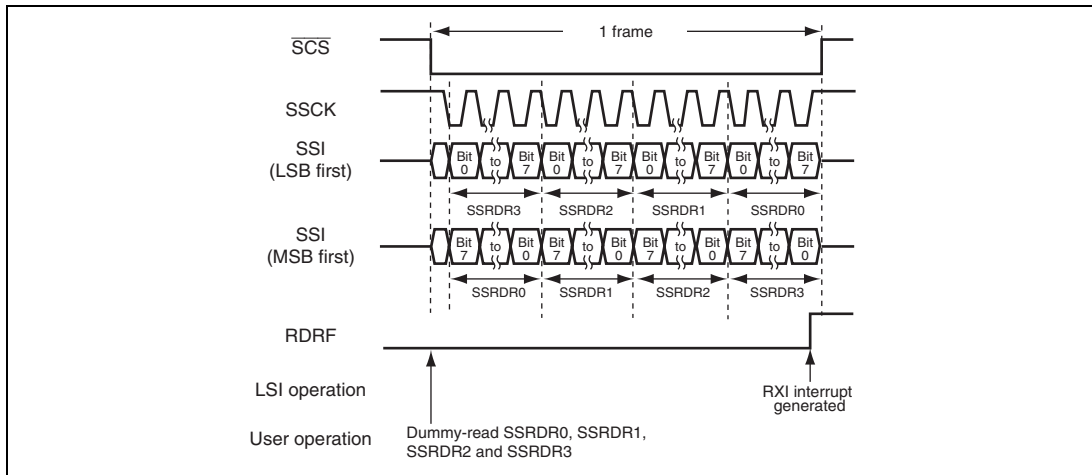 SCS
1 frame
SSCK
SSI
(LSB first)
Bit 0 to Bit 7 Bit 0 to Bit 7 Bit 0 to Bit 7 Bit 0 to Bit 7
SSRDR3 SSRDR2 SSRDR1 SSRDR0
SSI
(MSB first)
Bit 7 to Bit 0 Bit 7 to Bit 0 Bit 7 to Bit 0 Bit 7 to Bit 0
SSRDR0 SSRDR1 SSRDR2 SSRDR3
RDRF
LSI operation
RXI interrupt
generated
User operation
Dummy-read SSRDR0, SSRDR1,
SSRDR2 and SSRDR3